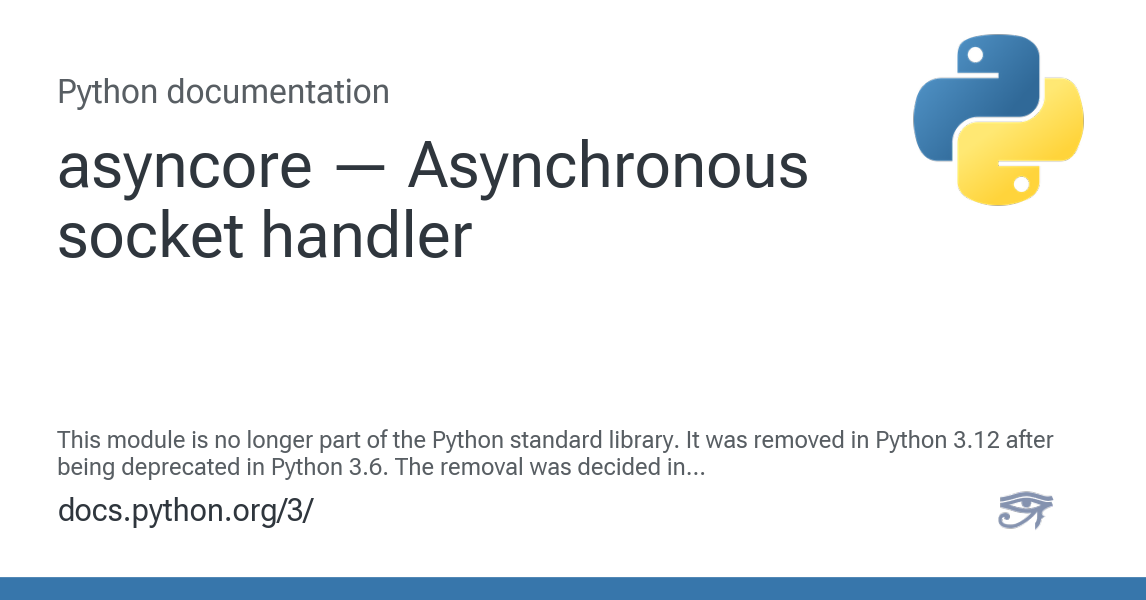 Python documentation
asyncore — Asynchronous
socket handler
This module is no longer part of the Python standard library. It was removed in Python 3.12 after
being deprecated in Python 3.6. The removal was decided in...
docs.python.org/3/